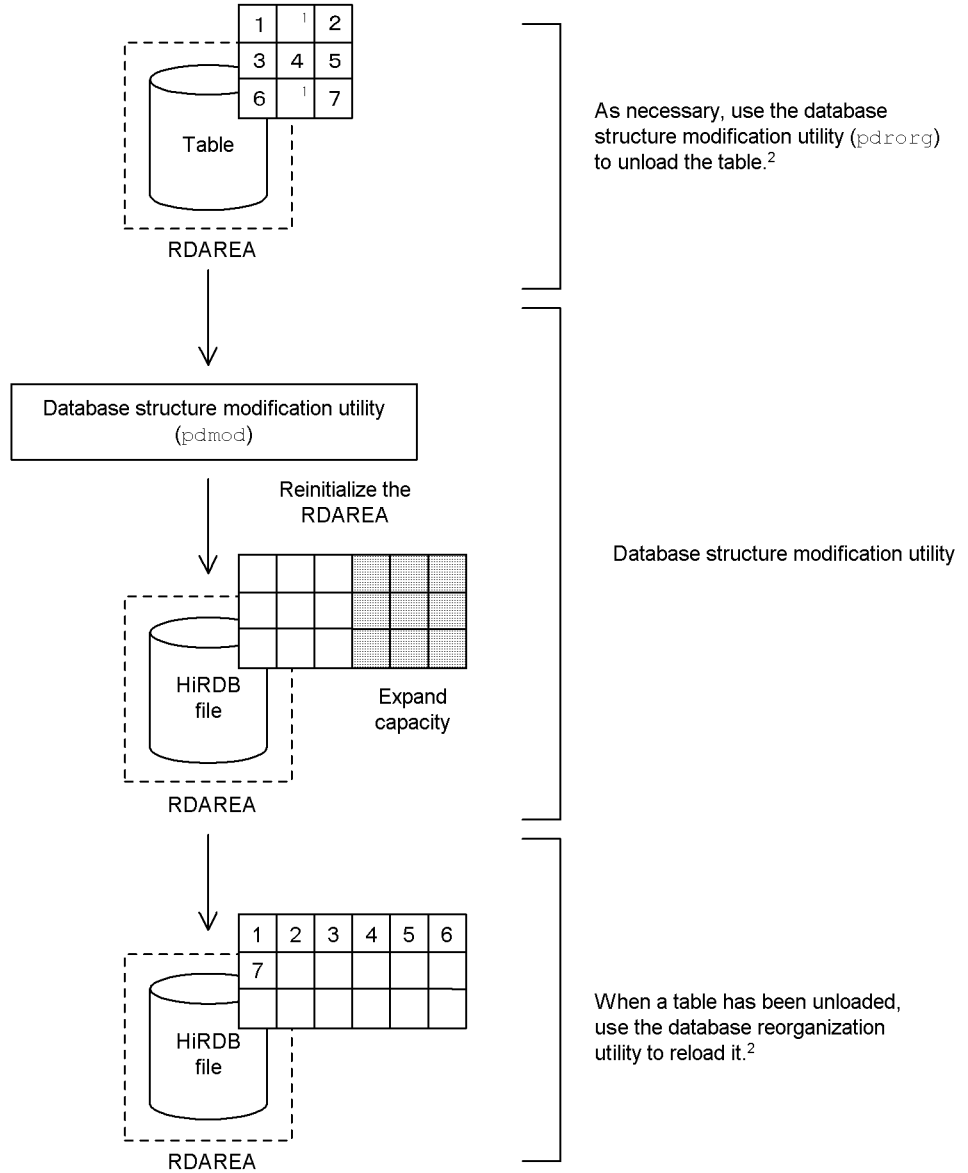 1 1 2
3 4 5
6 1 7
Table
RDAREA
As necessary, use the database
structure modification utility (pdrorg)
to unload the table.2
Database structure modification utility
(pdmod)
Reinitialize the
RDAREA
HiRDB
file
Expand
capacity
RDAREA
Database structure modification utility
1 2 3 4 5 6
7
HiRDB
file
RDAREA
When a table has been unloaded,
use the database reorganization
utility to reload it.2